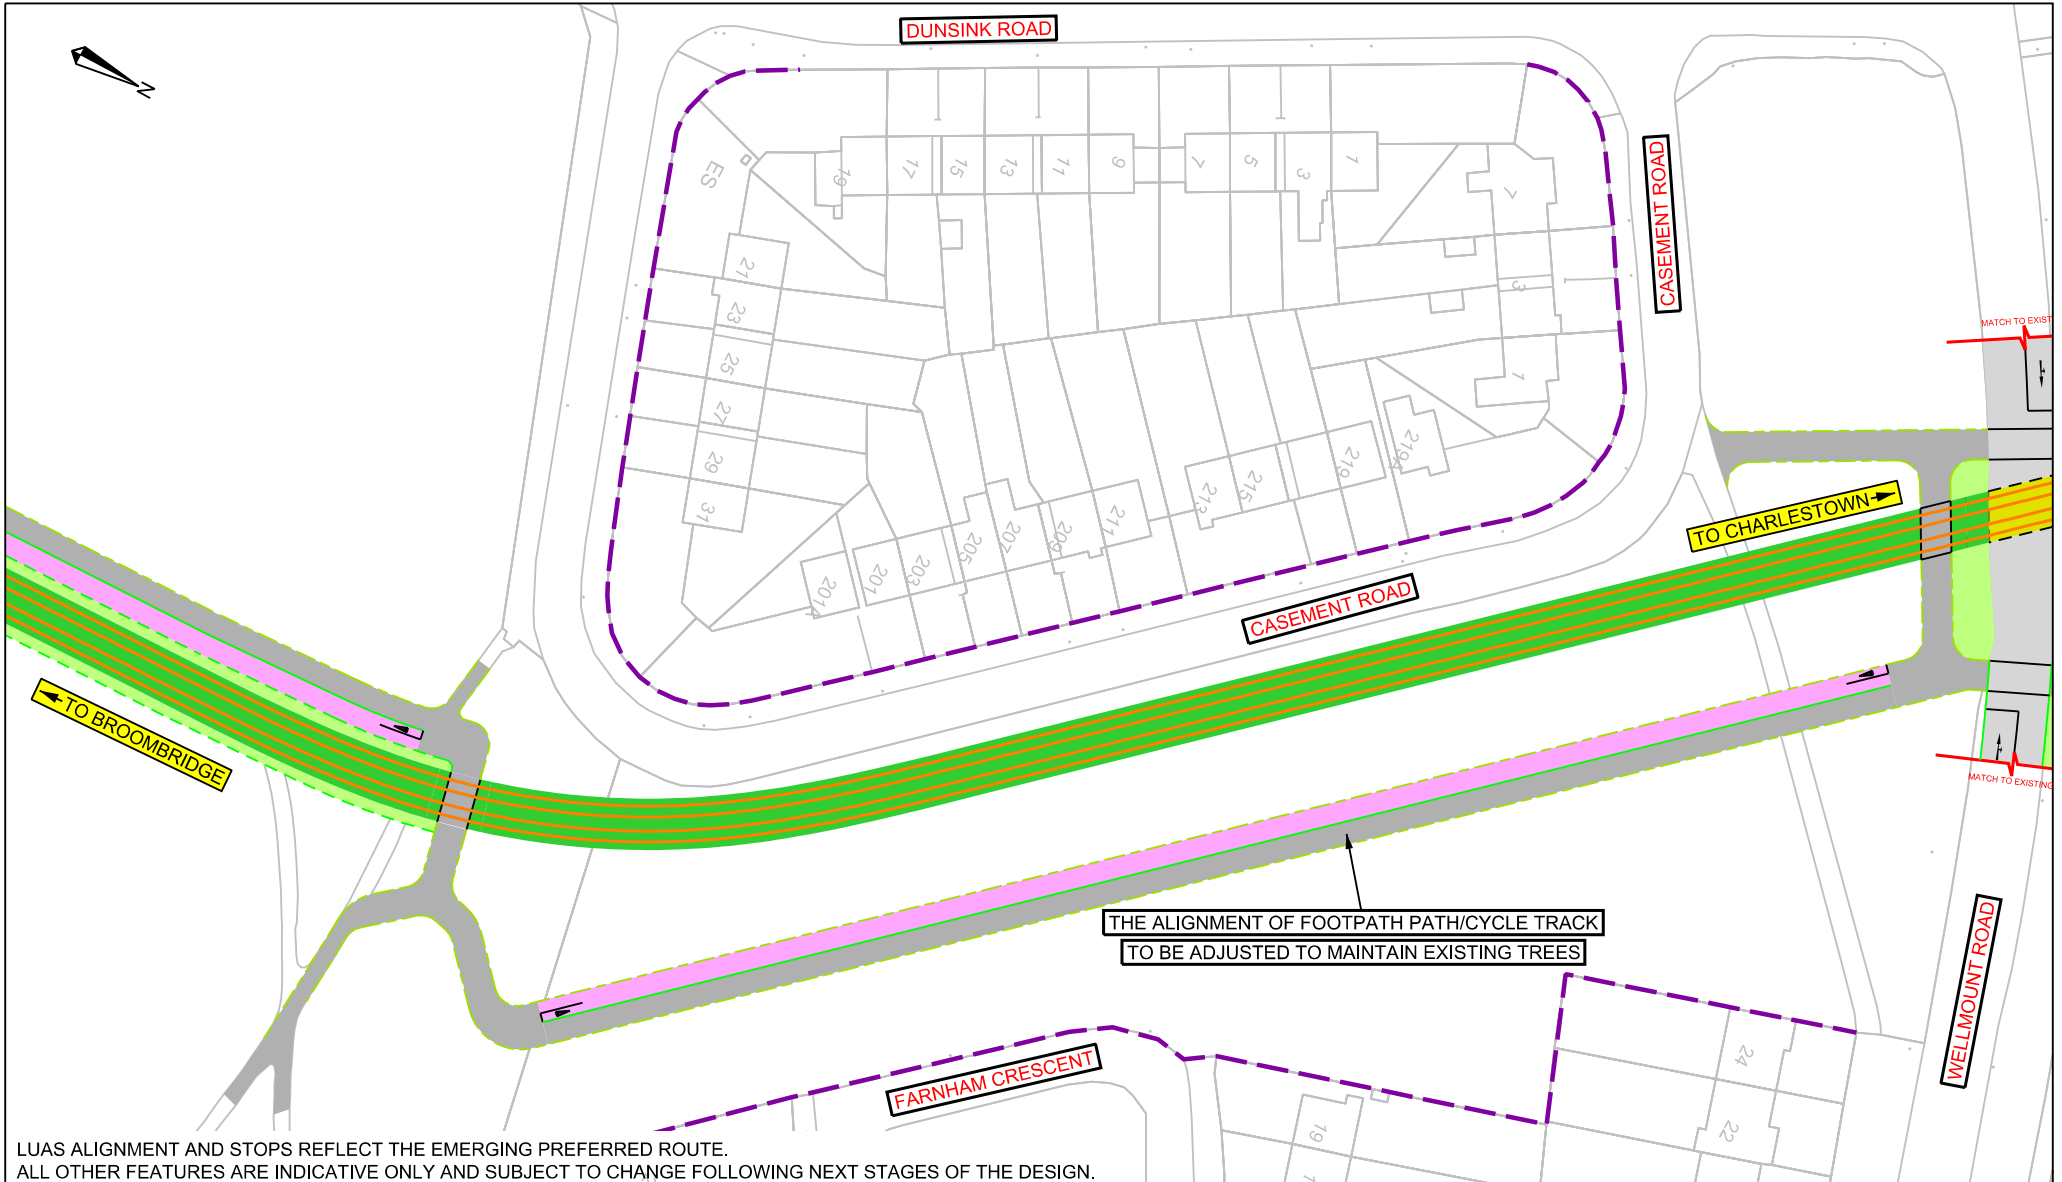 DUNSINK ROAD
N
ES
19
17
15
13
11
9
7
5
3
1
7
3
1
CASEMENT ROAD
21
23
25
27
29
31
MATCH TO EXIST
219A
219
215
213
211
209
207
205
203
201
TO CHARLESTOWN
CASEMENT ROAD
TO BROOMBRIDGE
MATCH TO EXISTING
THE ALIGNMENT OF FOOTPATH PATH/CYCLE TRACK
TO BE ADJUSTED TO MAINTAIN EXISTING TREES
WELLMOUNT ROAD
FARNHAM CRESCENT
24
22
19
LUAS ALIGNMENT AND STOPS REFLECT THE EMERGING PREFERRED ROUTE.
ALL OTHER FEATURES ARE INDICATIVE ONLY AND SUBJECT TO CHANGE FOLLOWING NEXT STAGES OF THE DESIGN.